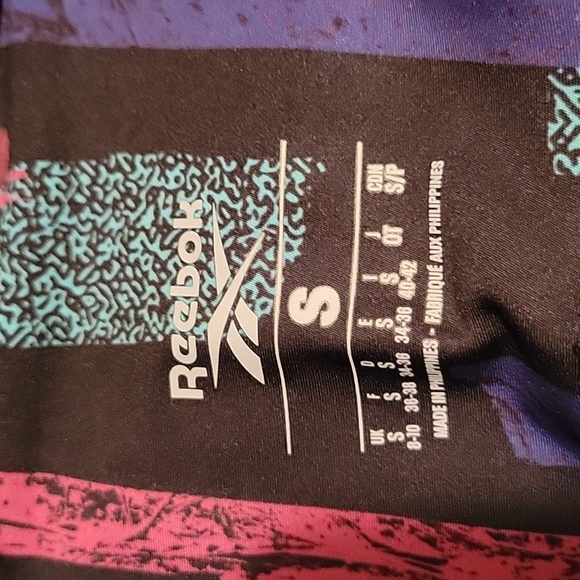 Reebok
S
UK F D E I J CDN
S S S S S OT S/P
8-10 36-38 34-36 34-36 40-42
MADE IN PHILIPPINES - FABRIQUÉ AUX PHILIPPINES